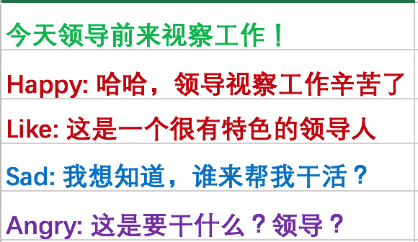 今天领导前来视察工作！
Happy: 哈哈，领导视察工作辛苦了
Like: 这是一个很有特色的领导人
Sad: 我想知道，谁来帮我干活？
Angry: 这是要干什么？领导？